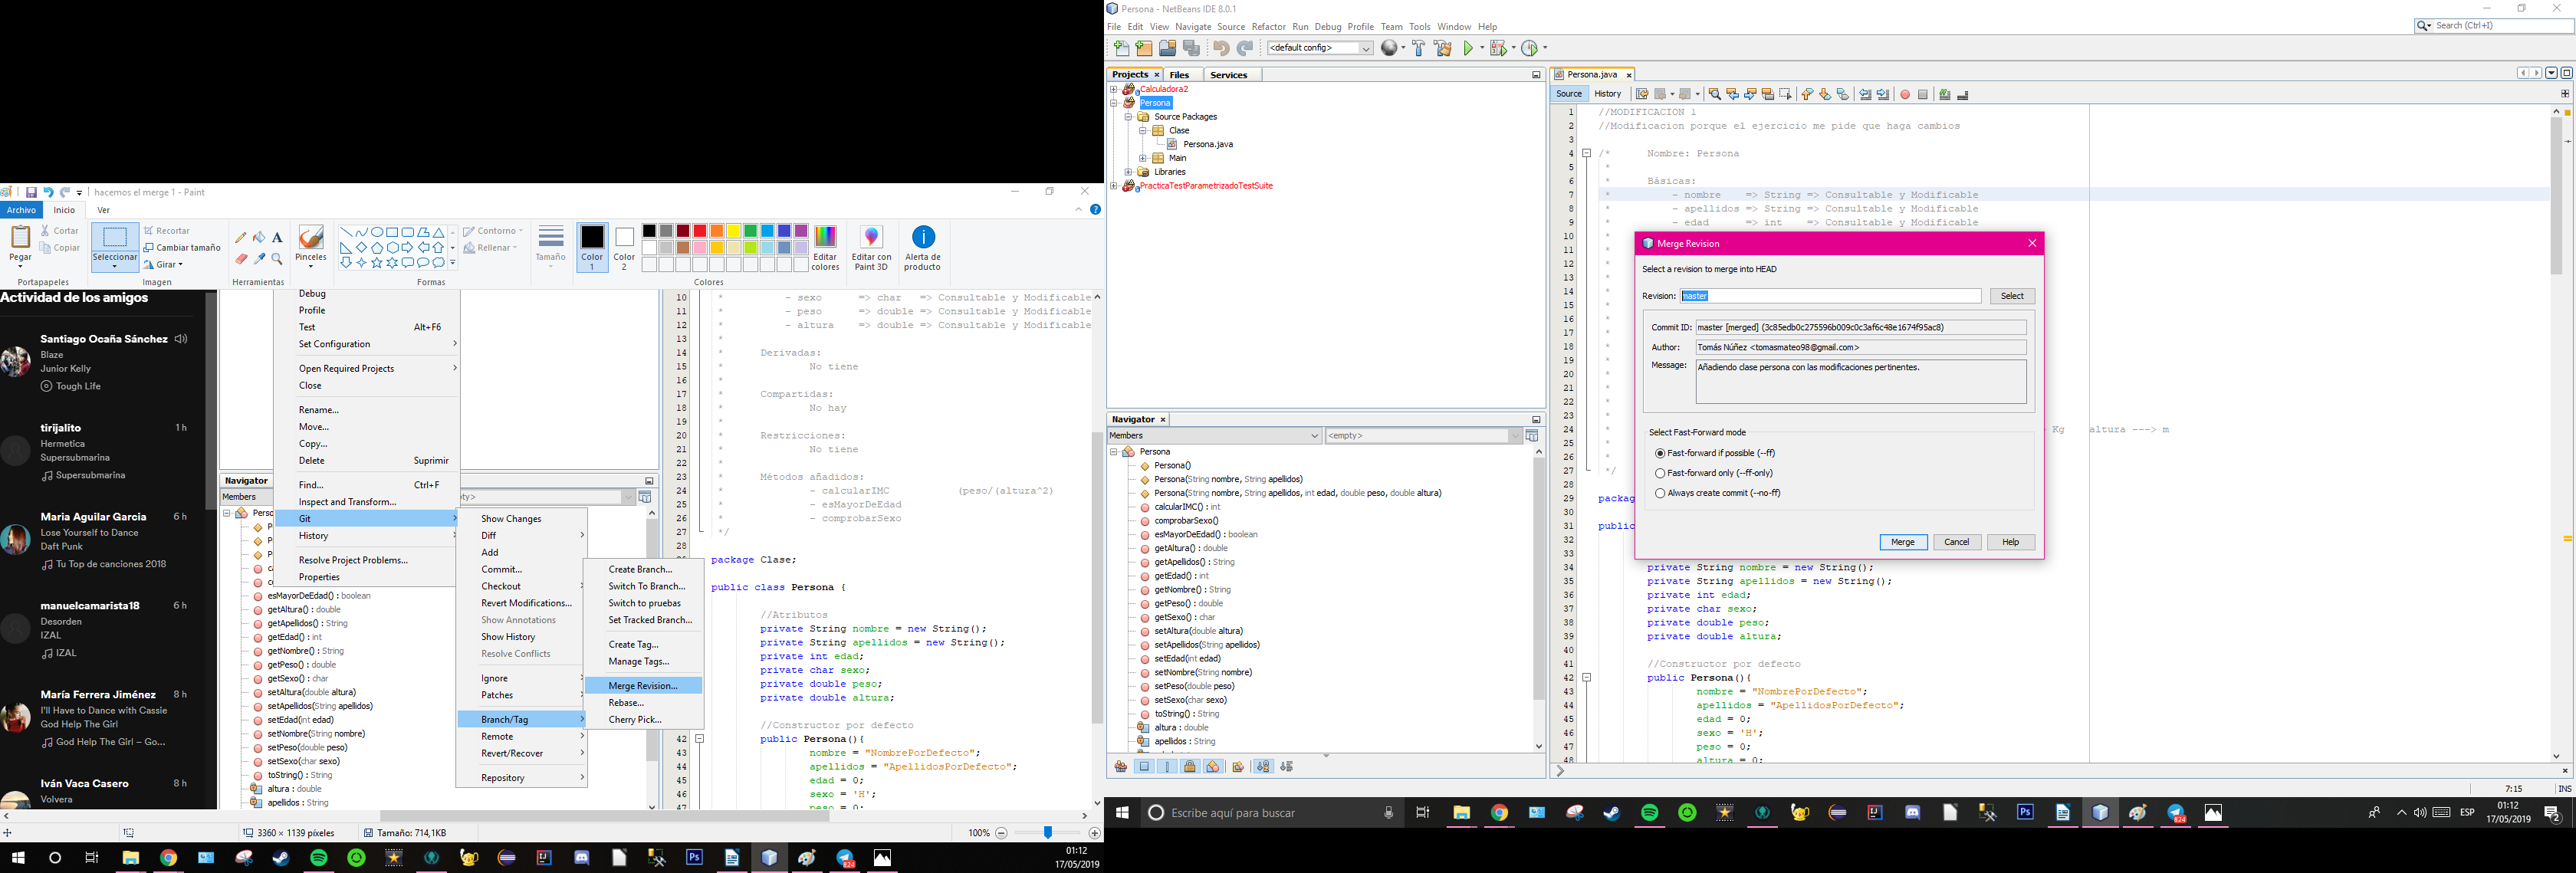 hacemos el merge 1 - Paint
Archivo Inicio Ver
Pegar
Cortar
Copiar
Portapapeles
Seleccionar
Recortar
Cambiar tamaño
Girar
Imagen
Herramientas
Pinceles
Formas
Contorno
Rellenar
Tamaño
Color 1
Color 2
Editar colores
Colores
Editar con Paint 3D
Alerta de producto
Actividad de los amigos
Santiago Ocaña Sánchez
Blaze
Junior Kelly
Tough Life
tirijalito 1 h
Hermetica
Supersubmarina
Supersubmarina
Maria Aguilar Garcia 6 h
Lose Yourself to Dance
Daft Punk
Tu Top de canciones 2018
manuelcamarista18 6 h
Desorden
IZAL
IZAL
María Ferrera Jiménez 8 h
I'll Have to Dance with Cassie
God Help The Girl
God Help The Girl – Go...
Iván Vaca Casero 8 h
Volvera
Debug
Profile
Test Alt+F6
Set Configuration
Open Required Projects
Close
Rename...
Move...
Copy...
Delete Suprimir
Find... Ctrl+F
Inspect and Transform...
Git
History
Resolve Project Problems...
Properties
Show Changes
Diff
Add
Commit...
Checkout
Revert Modifications...
Show Annotations
Show History
Resolve Conflicts
Ignore
Patches
Branch/Tag
Remote
Revert/Recover
Repository
Create Branch...
Switch To Branch...
Switch to pruebas
Set Tracked Branch...
Create Tag...
Manage Tags...
Merge Revision...
Rebase...
Cherry Pick...
Navigator
Members
esMayorDeEdad() : boolean
getAltura() : double
getApellidos() : String
getEdad() : int
getNombre() : String
getPeso() : double
getSexo() : char
setAltura(double altura)
setApellidos(String apellidos)
setEdad(int edad)
setNombre(String nombre)
setPeso(double peso)
setSexo(char sexo)
toString() : String
altura : double
apellidos : String
10 * - sexo => char => Consultable y Modificable
11 * - peso => double => Consultable y Modificable
12 * - altura => double => Consultable y Modificable
13 *
14 * Derivadas:
15 * No tiene
16 *
17 * Compartidas:
18 * No hay
19 *
20 * Restricciones:
21 * No tiene
22 *
23 * Métodos añadidos:
24 * - calcularIMC (peso/(altura^2)
25 * - esMayorDeEdad
26 * - comprobarSexo
27 */
28
package Clase;
public class Persona {
//Atributos
private String nombre = new String();
private String apellidos = new String();
private int edad;
private char sexo;
private double peso;
private double altura;
//Constructor por defecto
42 public Persona(){
43 nombre = "NombrePorDefecto";
44 apellidos = "ApellidosPorDefecto";
45 edad = 0;
46 sexo = 'H';
47 peso = 0;
3360 × 1139 píxeles
Tamaño: 714,1KB
100%
01:12
17/05/2019
Persona - NetBeans IDE 8.0.1
File Edit View Navigate Source Refactor Run Debug Profile Team Tools Window Help
Search (Ctrl+I)
<default config>
Projects Files Services
Calculadora2
Persona
Source Packages
Clase
Persona.java
Main
Libraries
PracticaTestParametrizadoTestSuite
Navigator
Members <empty>
Persona
Persona()
Persona(String nombre, String apellidos)
Persona(String nombre, String apellidos, int edad, double peso, double altura)
calcularIMC() : int
comprobarSexo()
esMayorDeEdad() : boolean
getAltura() : double
getApellidos() : String
getEdad() : int
getNombre() : String
getPeso() : double
getSexo() : char
setAltura(double altura)
setApellidos(String apellidos)
setEdad(int edad)
setNombre(String nombre)
setPeso(double peso)
setSexo(char sexo)
toString() : String
altura : double
apellidos : String
Persona.java
Source History
1 //MODIFICACION 1
2 //Modificacion porque el ejercicio me pide que haga cambios
3
4 /* Nombre: Persona
5 *
6 * Básicas:
7 * - nombre => String => Consultable y Modificable
8 * - apellidos => String => Consultable y Modificable
9 * - edad => int => Consultable y Modificable
10 *
11 *
12 *
13 *
14 *
15 *
16 *
17 *
18 *
19 *
20 *
21 *
22 *
23 *
24 * Kg altura ---> m
25 *
26 *
27 */
28
29 packag
30
31 public
32
33
34 private String nombre = new String();
35 private String apellidos = new String();
36 private int edad;
37 private char sexo;
38 private double peso;
39 private double altura;
40
41 //Constructor por defecto
42 public Persona(){
43 nombre = "NombrePorDefecto";
44 apellidos = "ApellidosPorDefecto";
45 edad = 0;
46 sexo = 'H';
47 peso = 0;
48 altura = 0;
Merge Revision
Select a revision to merge into HEAD
Revision: master Select
Commit ID: master [merged] (3c85edb0c275596b009c0c3af6c48e1674f95ac8)
Author: Tomás Núñez <tomasmateo98@gmail.com>
Message: Añadiendo clase persona con las modificaciones pertinentes.
Select Fast-Forward mode
Fast-forward if possible (--ff)
Fast-forward only (--ff-only)
Always create commit (--no-ff)
Merge Cancel Help
7:15 INS
Escribe aquí para buscar
ESP
01:12
17/05/2019